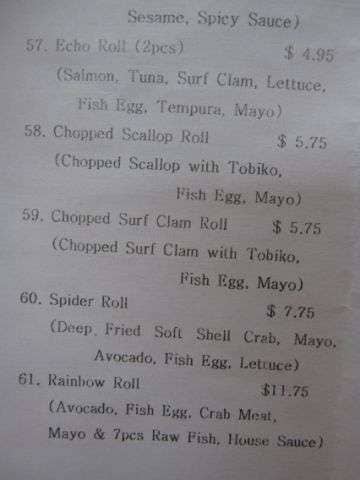 Sesame, Spicy Sauce)
57. Echo Roll (2pcs) $ 4.95
(Salmon, Tuna, Surf Clam, Lettuce,
Fish Egg, Tempura, Mayo)
58. Chopped Scallop Roll $ 5.75
(Chopped Scallop with Tobiko,
Fish Egg, Mayo)
59. Chopped Surf Clam Roll $ 5.75
(Chopped Surf Clam with Tobiko,
Fish Egg, Mayo)
60. Spider Roll $ 7.75
(Deep Fried Soft Shell Crab, Mayo,
Avocado, Fish Egg, Lettuce)
61. Rainbow Roll $11.75
(Avocado, Fish Egg, Crab Meat,
Mayo & 7pcs Raw Fish, House Sauce)